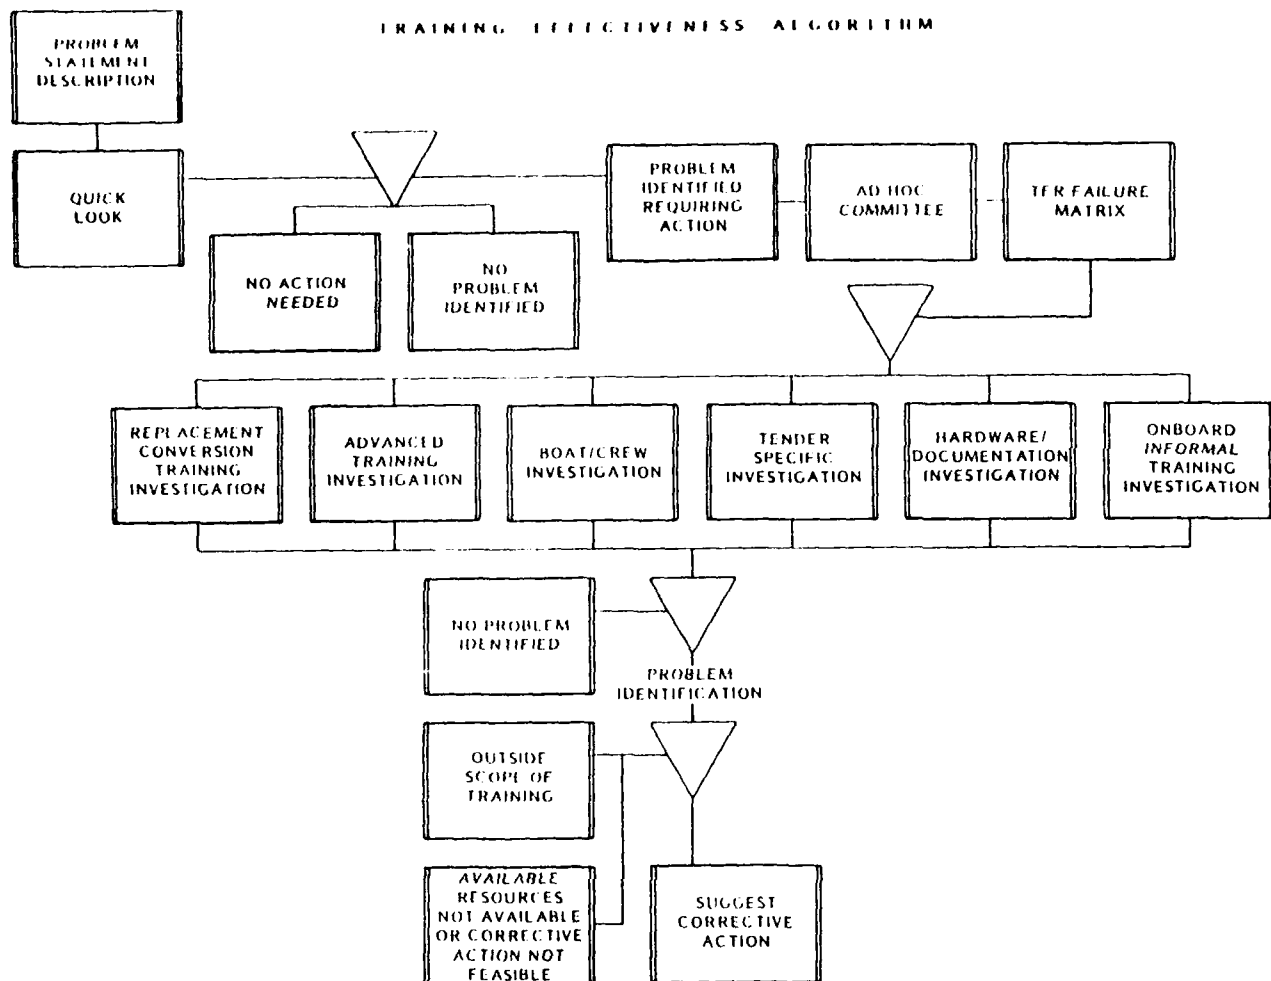 TRAINING EFFECTIVENESS ALGORITHM
PROBLEM
STATEMENT
DESCRIPTION
QUICK
LOOK
NO ACTION
NEEDED
NO
PROBLEM
IDENTIFIED
PROBLEM
IDENTIFIED
REQUIRING
ACTION
AD HOC
COMMITTEE
TFR FAILURE
MATRIX
REPLACEMENT
CONVERSION
TRAINING
INVESTIGATION
ADVANCED
TRAINING
INVESTIGATION
BOAT/CREW
INVESTIGATION
TENDER
SPECIFIC
INVESTIGATION
HARDWARE/
DOCUMENTATION
INVESTIGATION
ONBOARD
INFORMAL
TRAINING
INVESTIGATION
NO PROBLEM
IDENTIFIED
PROBLEM
IDENTIFICATION
OUTSIDE
SCOPE OF
TRAINING
AVAILABLE
RESOURCES
NOT AVAILABLE
OR CORRECTIVE
ACTION NOT
FEASIBLE
SUGGEST
CORRECTIVE
ACTION